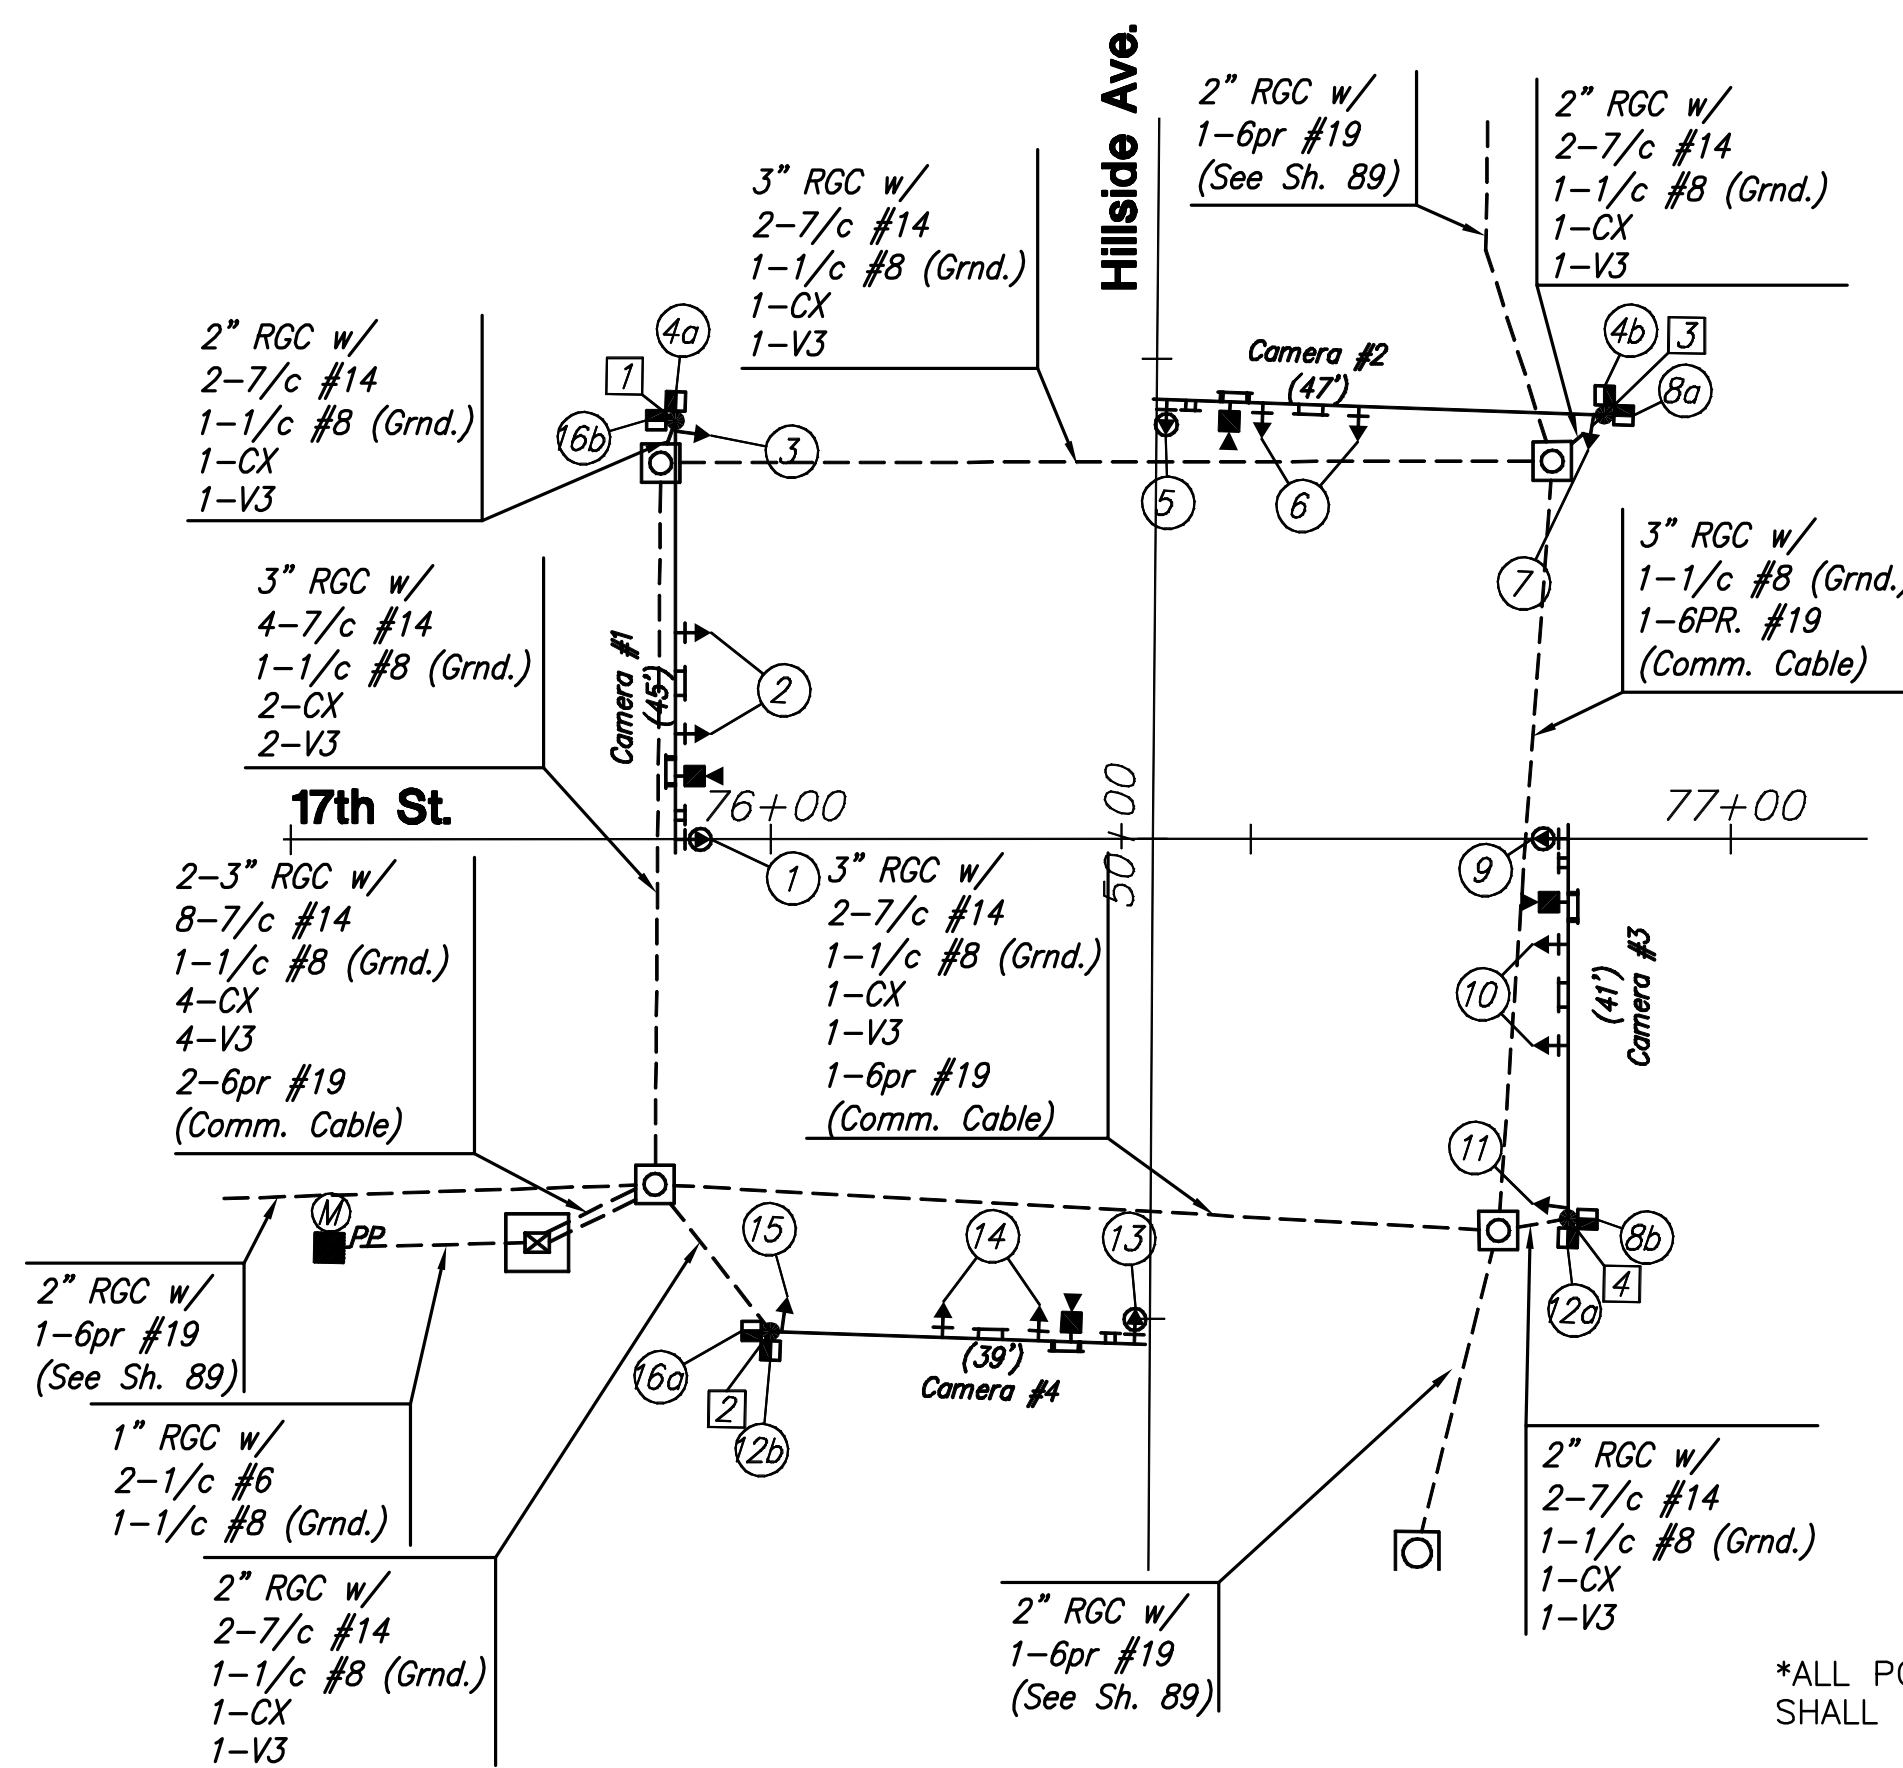 Hillside Ave.
2” RGC w/
1-6pr #19
(See Sh. 89)
2” RGC w/
2-7/c #14
1-1/c #8 (Grnd.)
1-CX
1-V3
3” RGC w/
2-7/c #14
1-1/c #8 (Grnd.)
1-CX
1-V3
2” RGC w/
2-7/c #14
1-1/c #8 (Grnd.)
1-CX
1-V3
4a
1
16b
3
Camera #2
(47')
4b
3
8a
5
6
7
3” RGC w/
1-1/c #8 (Grnd.)
1-6PR. #19
(Comm. Cable)
3” RGC w/
4-7/c #14
1-1/c #8 (Grnd.)
2-CX
2-V3
Camera #1
(45')
2
17th St.
76+00
50+00
77+00
1
9
2-3” RGC w/
8-7/c #14
1-1/c #8 (Grnd.)
4-CX
4-V3
2-6pr #19
(Comm. Cable)
3” RGC w/
2-7/c #14
1-1/c #8 (Grnd.)
1-CX
1-V3
1-6pr #19
(Comm. Cable)
10
(41')
Camera #3
11
M
PP
15
14
13
8b
4
12a
16a
2
12b
(39')
Camera #4
2” RGC w/
1-6pr #19
(See Sh. 89)
1” RGC w/
2-1/c #6
1-1/c #8 (Grnd.)
2” RGC w/
2-7/c #14
1-1/c #8 (Grnd.)
1-CX
1-V3
2” RGC w/
1-6pr #19
(See Sh. 89)
2” RGC w/
2-7/c #14
1-1/c #8 (Grnd.)
1-CX
1-V3
*ALL
SHALL